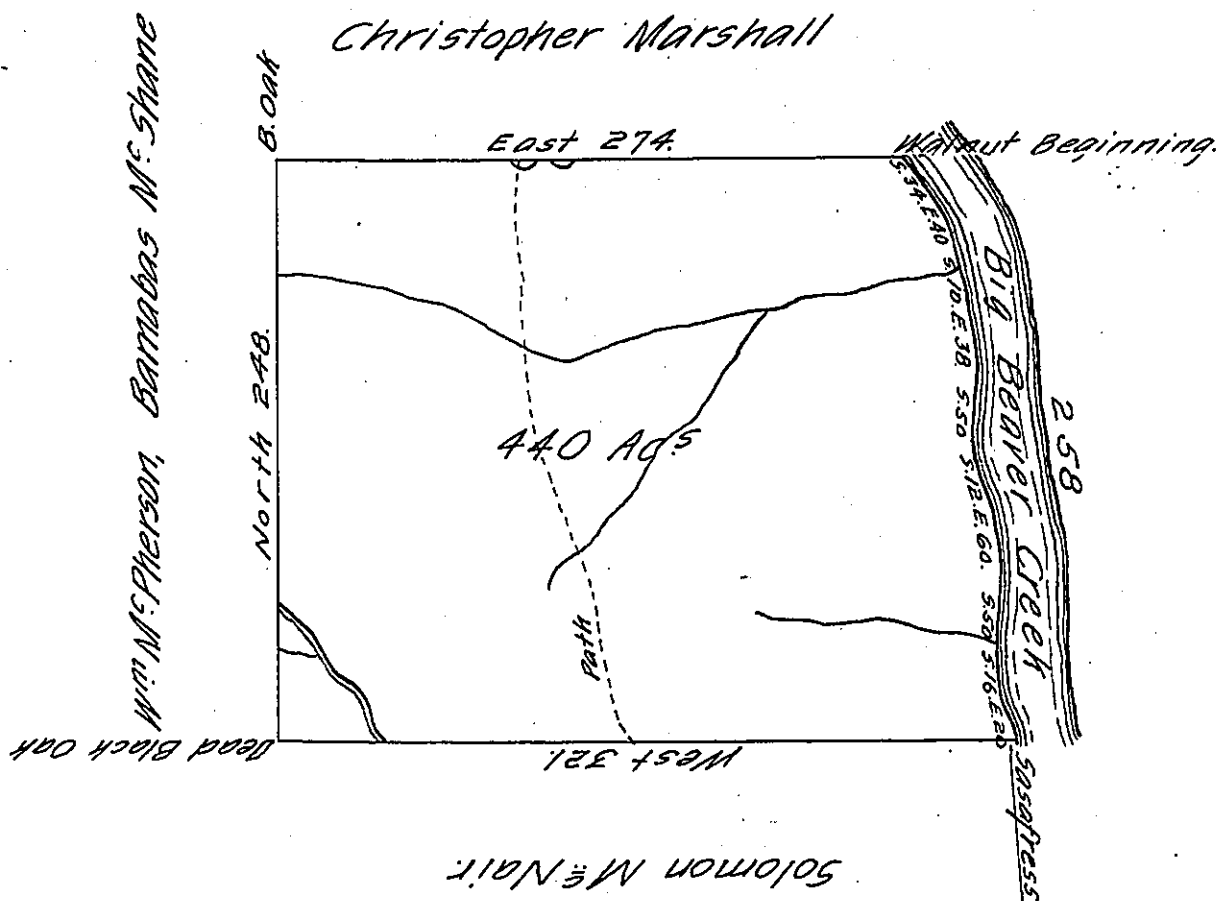 Christopher Marshall
Wm McPherson, Barnabas McShane
B. Oak
East 274.
Walnut Beginning.
S.34.E.40 S.10.E.38. S.50 S.12.E.60. S.50 S.16.E.20
Big Beaver Creek
258
North 248.
440 Acs
Path
Dead Black Oak
West 321.
Sasafress
Solomon McNair.